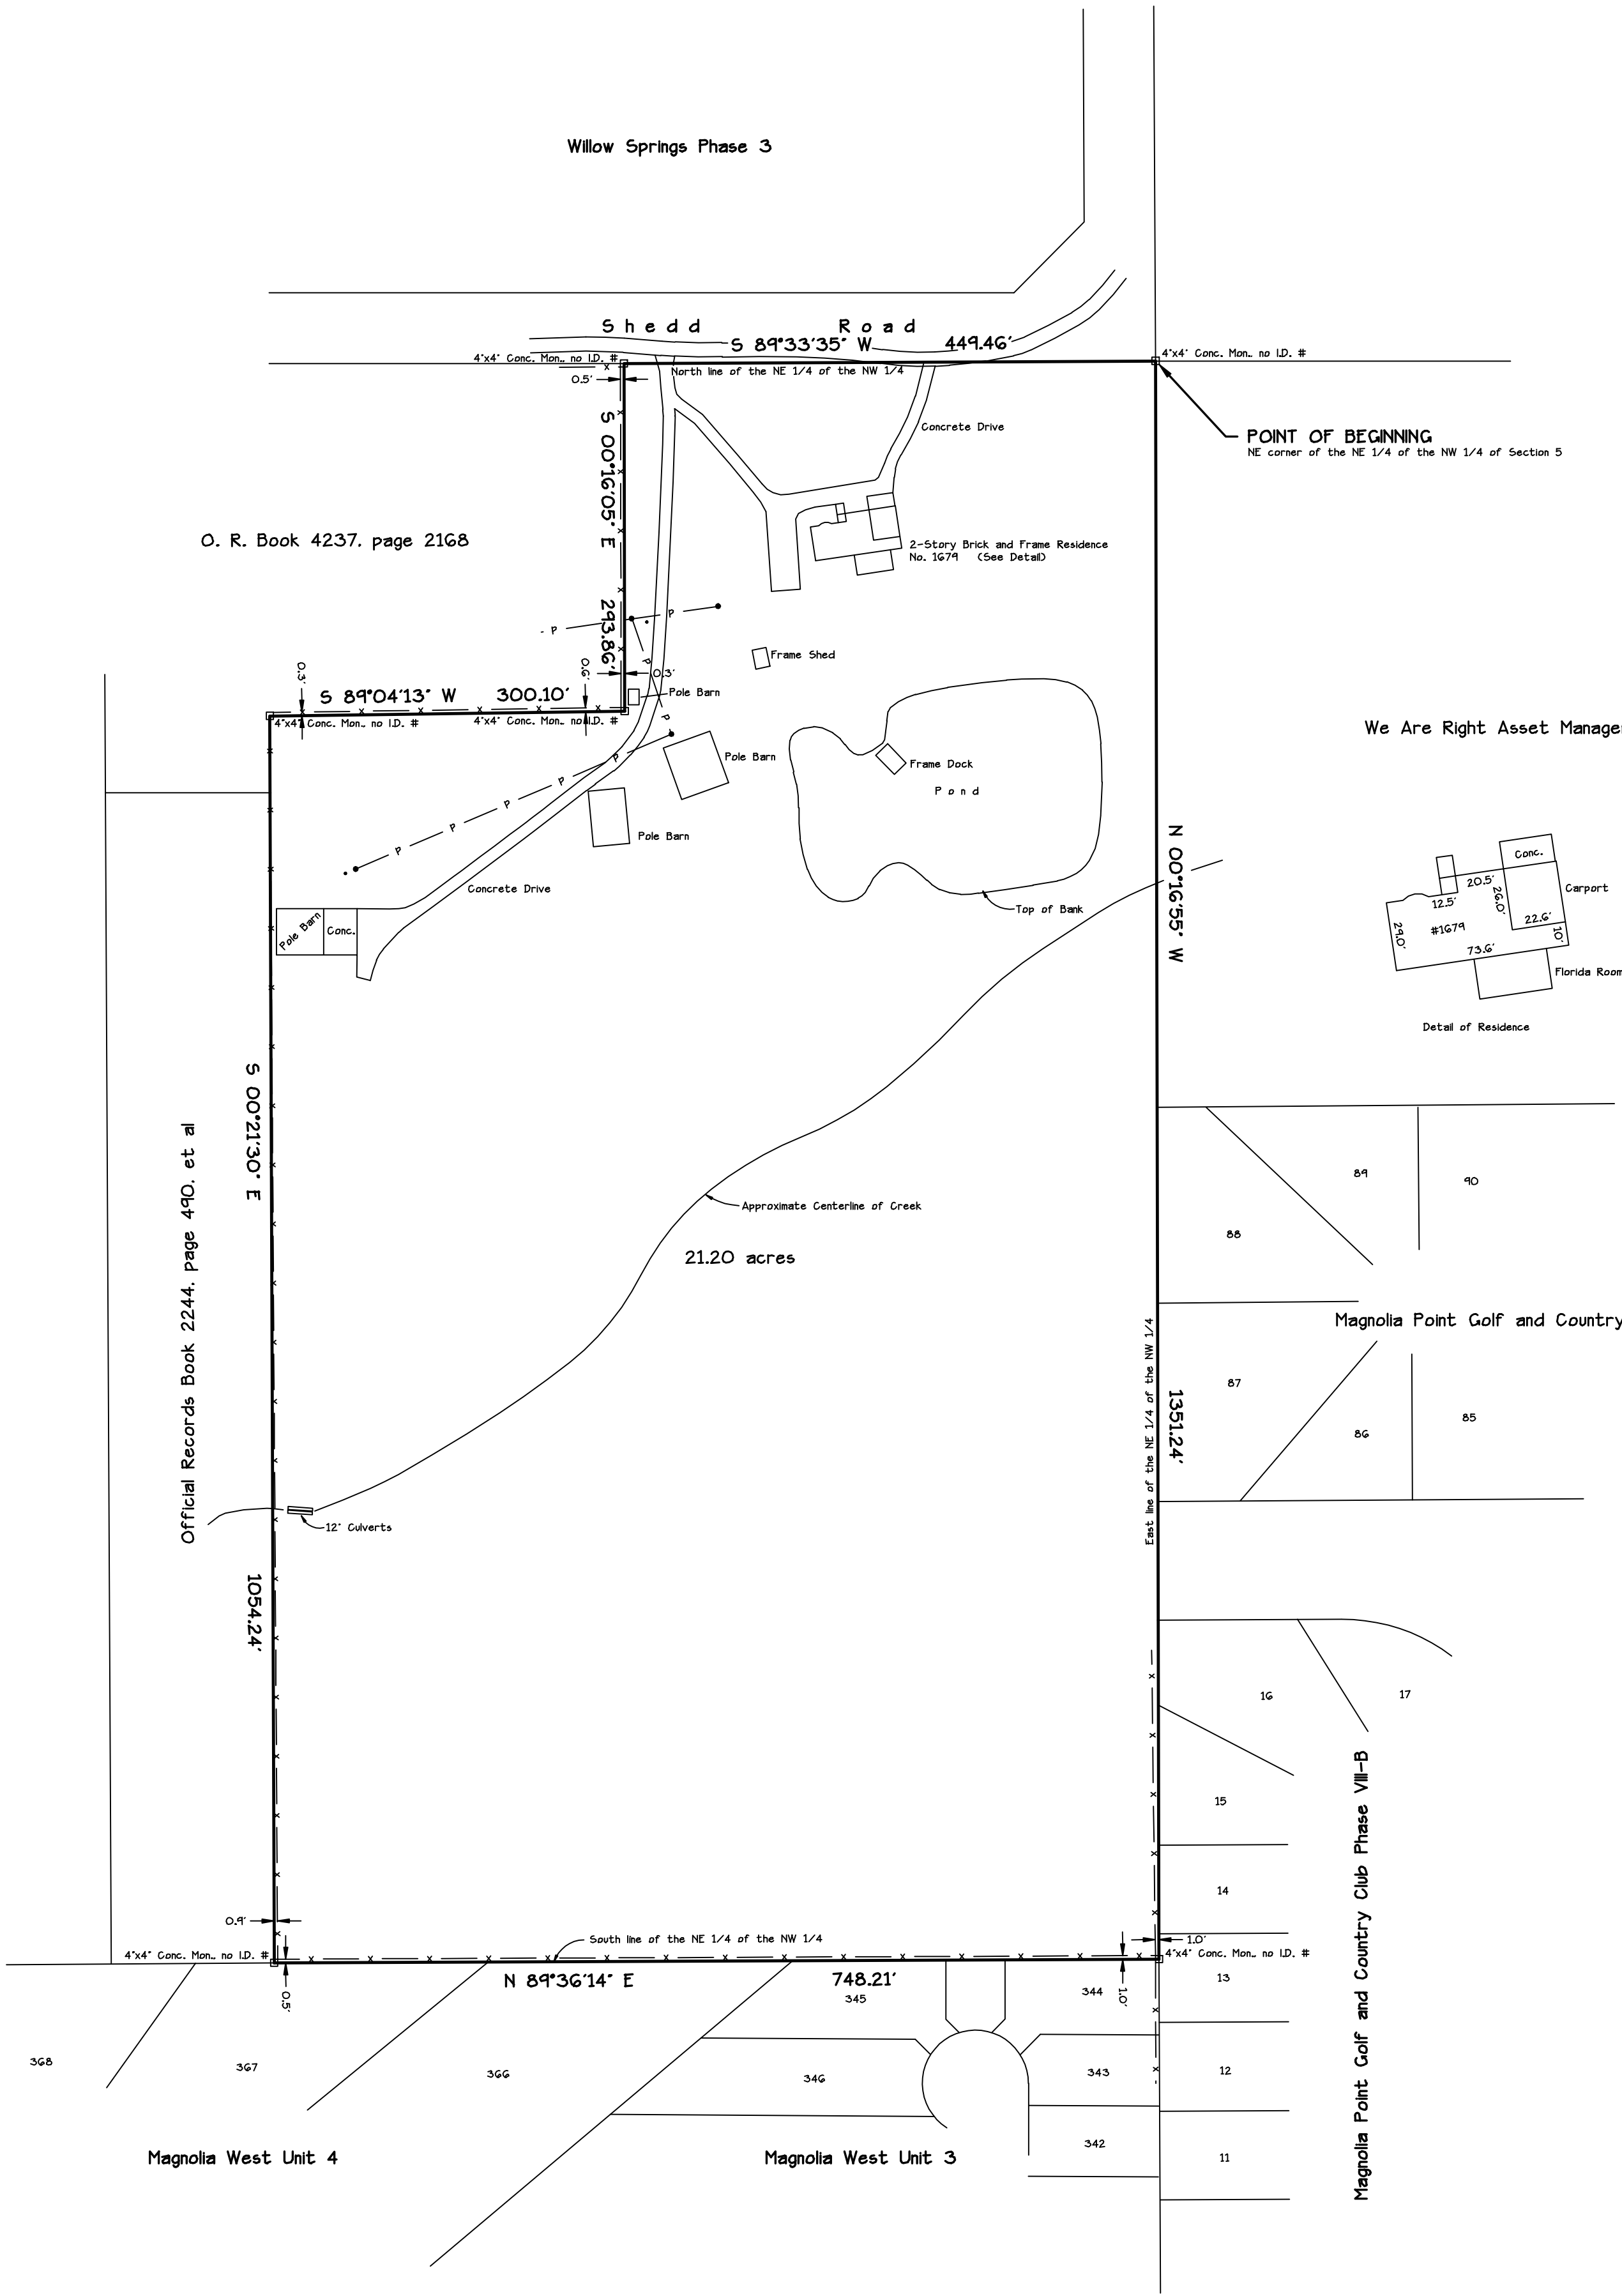 Willow Springs Phase 3
Shedd Road
S 89°33'35" W 449.46'
4"x4" Conc. Mon., no I.D. #
4"x4" Conc. Mon., no I.D. #
North line of the NE 1/4 of the NW 1/4
0.5'
POINT OF BEGINNING
NE corner of the NE 1/4 of the NW 1/4 of Section 5
Concrete Drive
S 00°16'05" E 293.86'
O. R. Book 4237, page 2168
2-Story Brick and Frame Residence
No. 1679 (See Detail)
P
P
P
Frame Shed
0.3'
0.6'
0.3'
S 89°04'13" W 300.10'
Pole Barn
4"x4" Conc. Mon., no I.D. #
4"x4" Conc. Mon., no I.D. #
P
We Are Right Asset Manage
Pole Barn
P
Frame Dock
P
Pond
P
P
P
Pole Barn
N 00°16'55" W
Conc.
20.5'
Carport
12.5'
26.0'
22.6'
29.0'
#1679
10'
73.6'
Florida Room
Detail of Residence
Concrete Drive
Top of Bank
Pole Barn
Conc.
S 00°21'30" E
Official Records Book 2244, page 490, et al
89
90
88
Approximate Centerline of Creek
21.20 acres
Magnolia Point Golf and Country
East line of the NE 1/4 of the NW 1/4
87
1351.24'
86
85
12" Culverts
1054.24'
16
17
15
14
Magnolia Point Golf and Country Club Phase VIII-B
0.9'
South line of the NE 1/4 of the NW 1/4
1.0'
4"x4" Conc. Mon., no I.D. #
4"x4" Conc. Mon., no I.D. #
N 89°36'14" E 748.21'
0.5'
1.0'
345
344
13
368
367
366
346
343
12
342
11
Magnolia West Unit 4
Magnolia West Unit 3